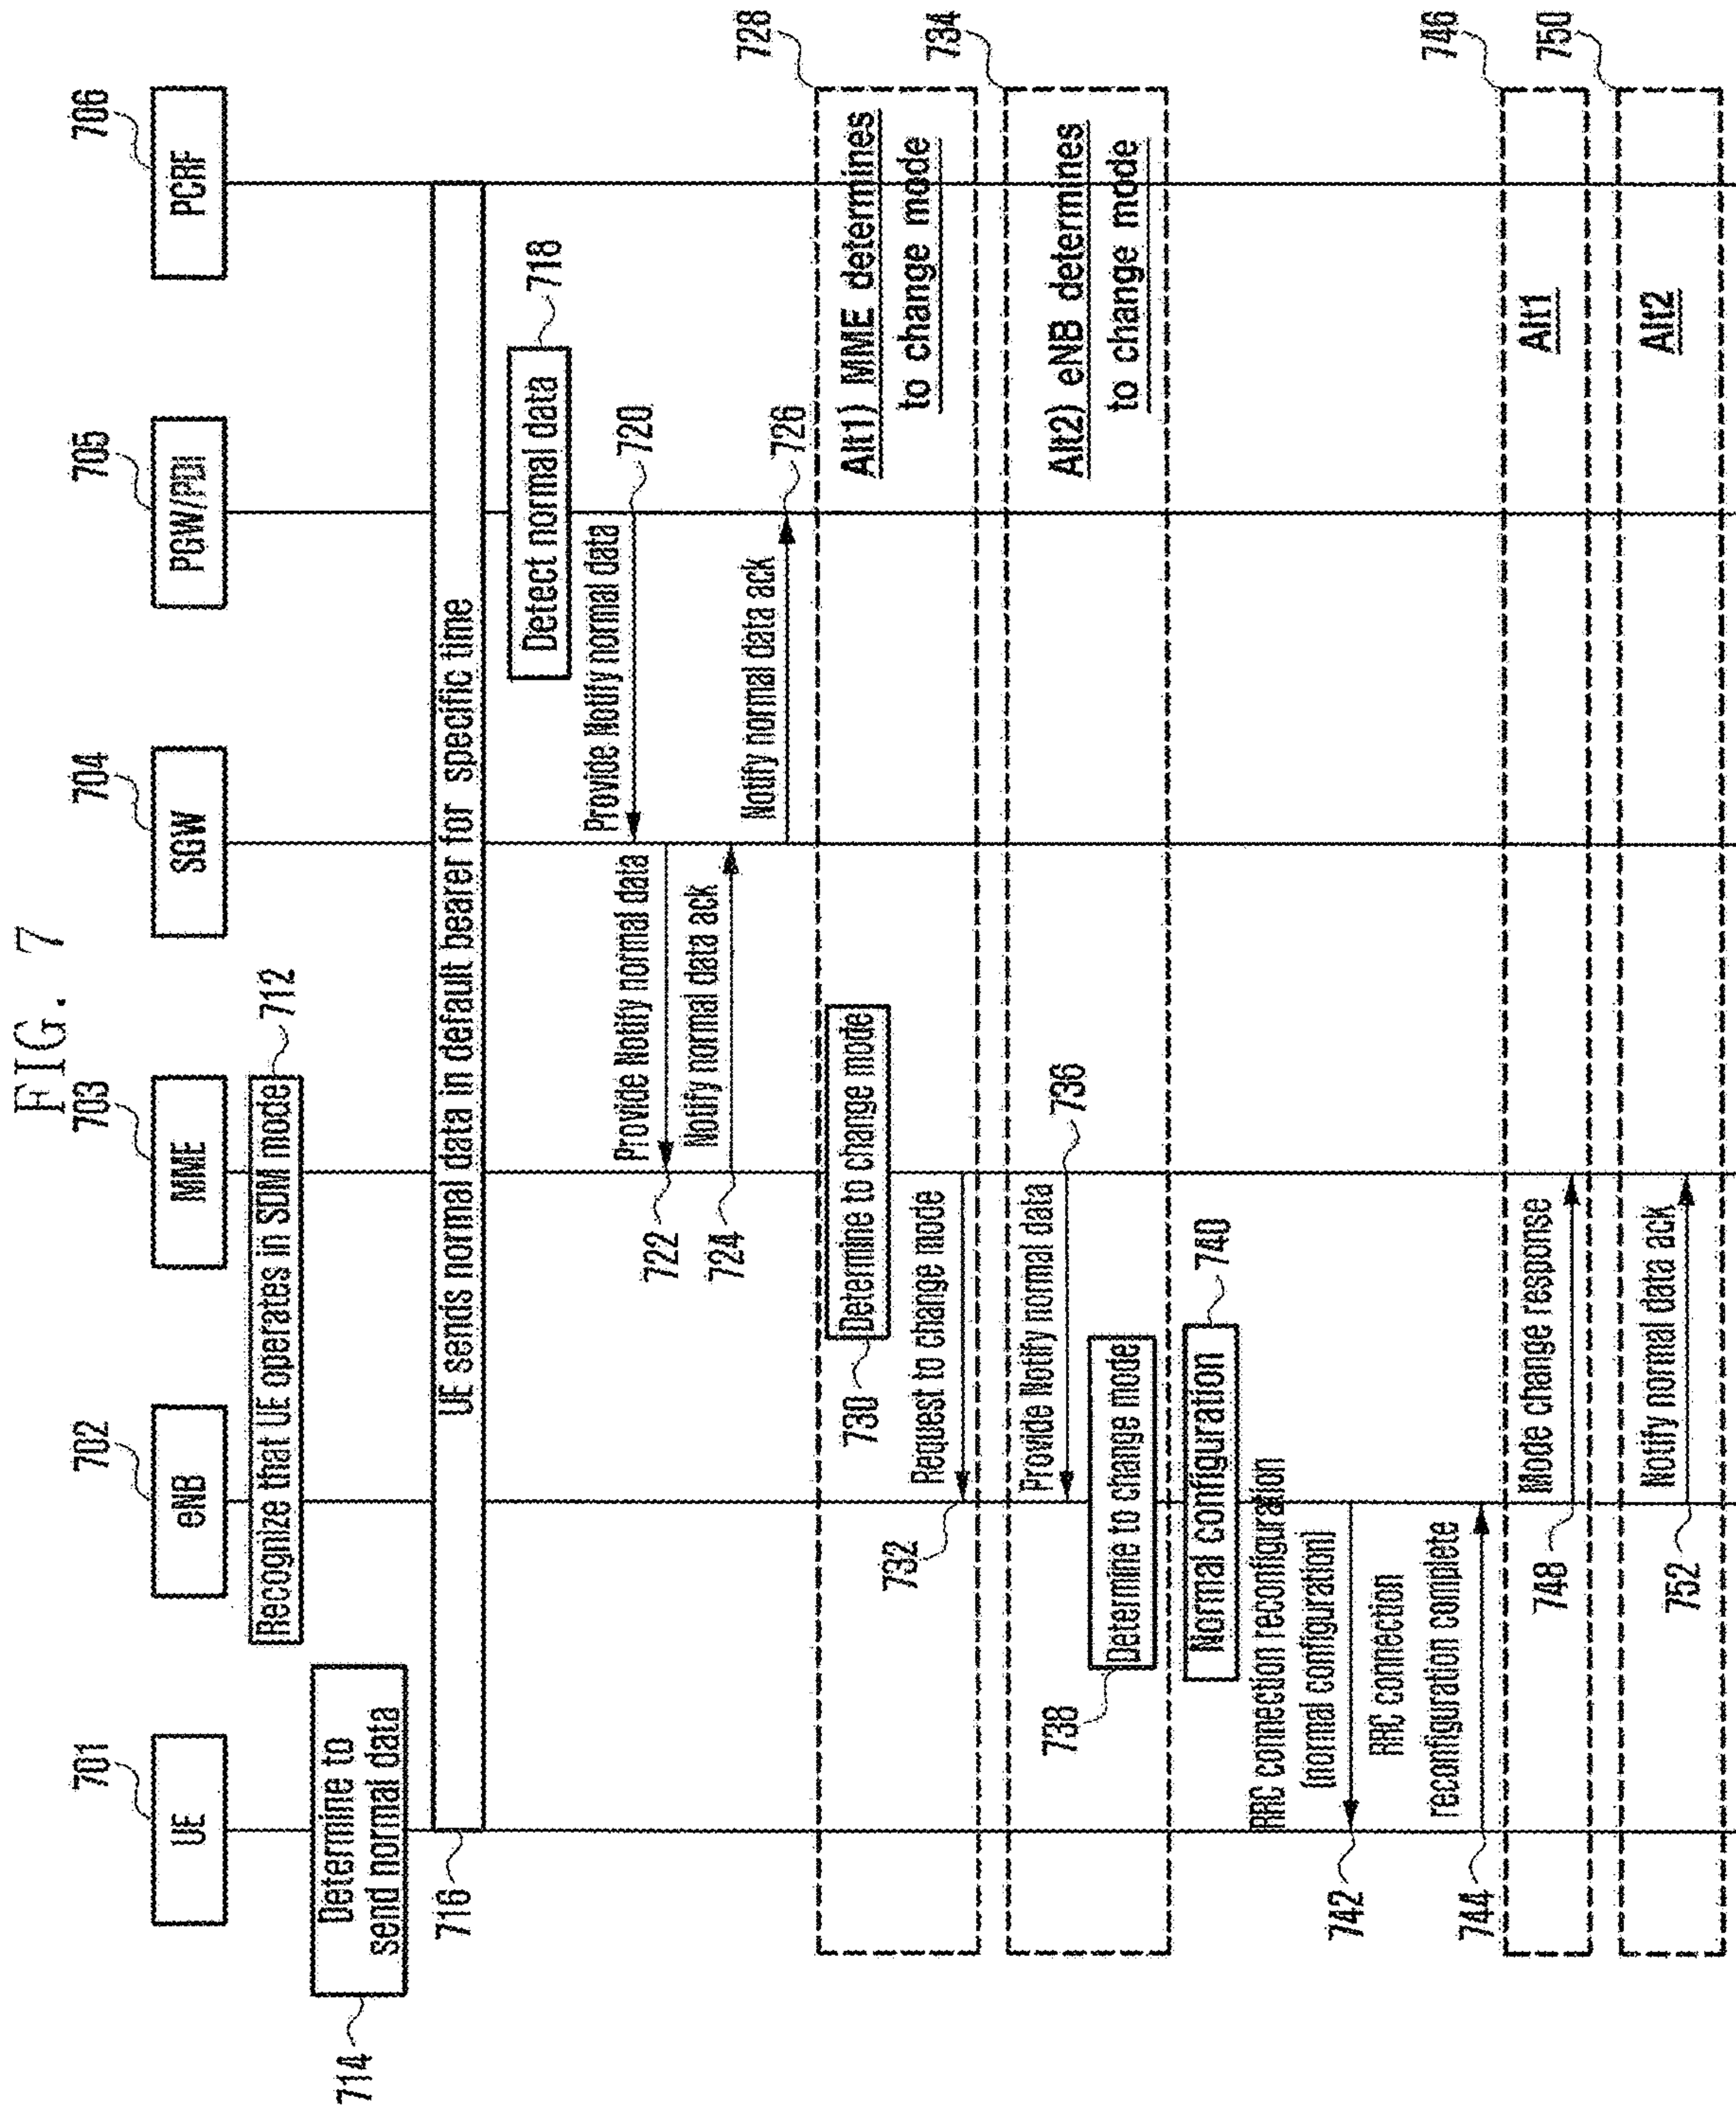 FIG. 7
701
702
703
704
705
706
UE
eNB
MME
SGW
PGW/PDI
PCRF
Recognize that UE operates in SDM mode
712
Determine to
send normal data
714
UE sends normal data in default bearer for specific time
716
Detect normal data
718
Provide Notify normal data
720
Provide Notify normal data
722
Notify normal data ack
724
Notify normal data ack
726
728
Alt1) MME determines
to change mode
Determine to change mode
730
Request to change mode
732
734
Alt2) eNB determines
to change mode
Provide Notify normal data
736
Determine to change mode
738
Normal configuration
740
RRC connection reconfiguration
(normal configuration)
742
RRC connection
reconfiguration complete
744
746
Alt1
Mode change response
748
750
Alt2
Notify normal data ack
752